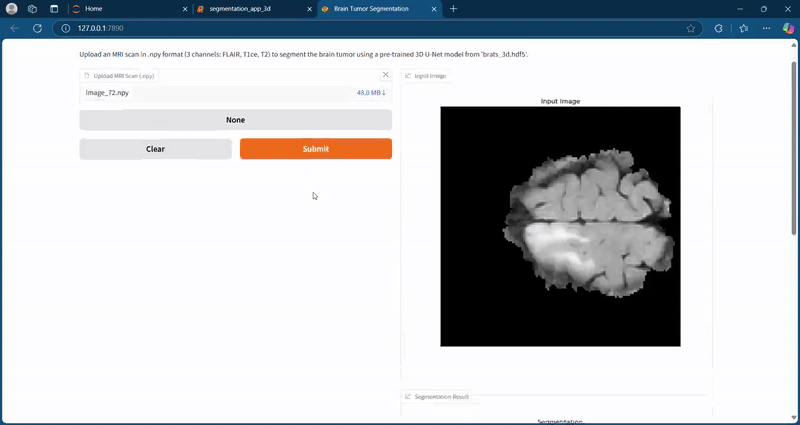 Home
segmentation_app_3d
Brain Tumor Segmentation
127.0.0.1:7890
Upload an MRI scan in .npy format (3 channels: FLAIR, T1ce, T2) to segment the brain tumor using a pre-trained 3D U-Net model from 'brats_3d.hdf5'.
Upload MRI Scan (.npy)
Image_72.npy
48.0 MB↓
None
Clear
Submit
Input Image
Input Image
Segmentation Result
Segmentation